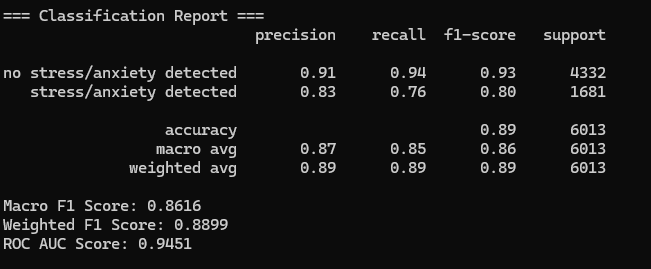 === Classification Report ===
precision recall f1-score support
no stress/anxiety detected 0.91 0.94 0.93 4332
stress/anxiety detected 0.83 0.76 0.80 1681
accuracy 0.89 6013
macro avg 0.87 0.85 0.86 6013
weighted avg 0.89 0.89 0.89 6013
Macro F1 Score: 0.8616
Weighted F1 Score: 0.8899
ROC AUC Score: 0.9451